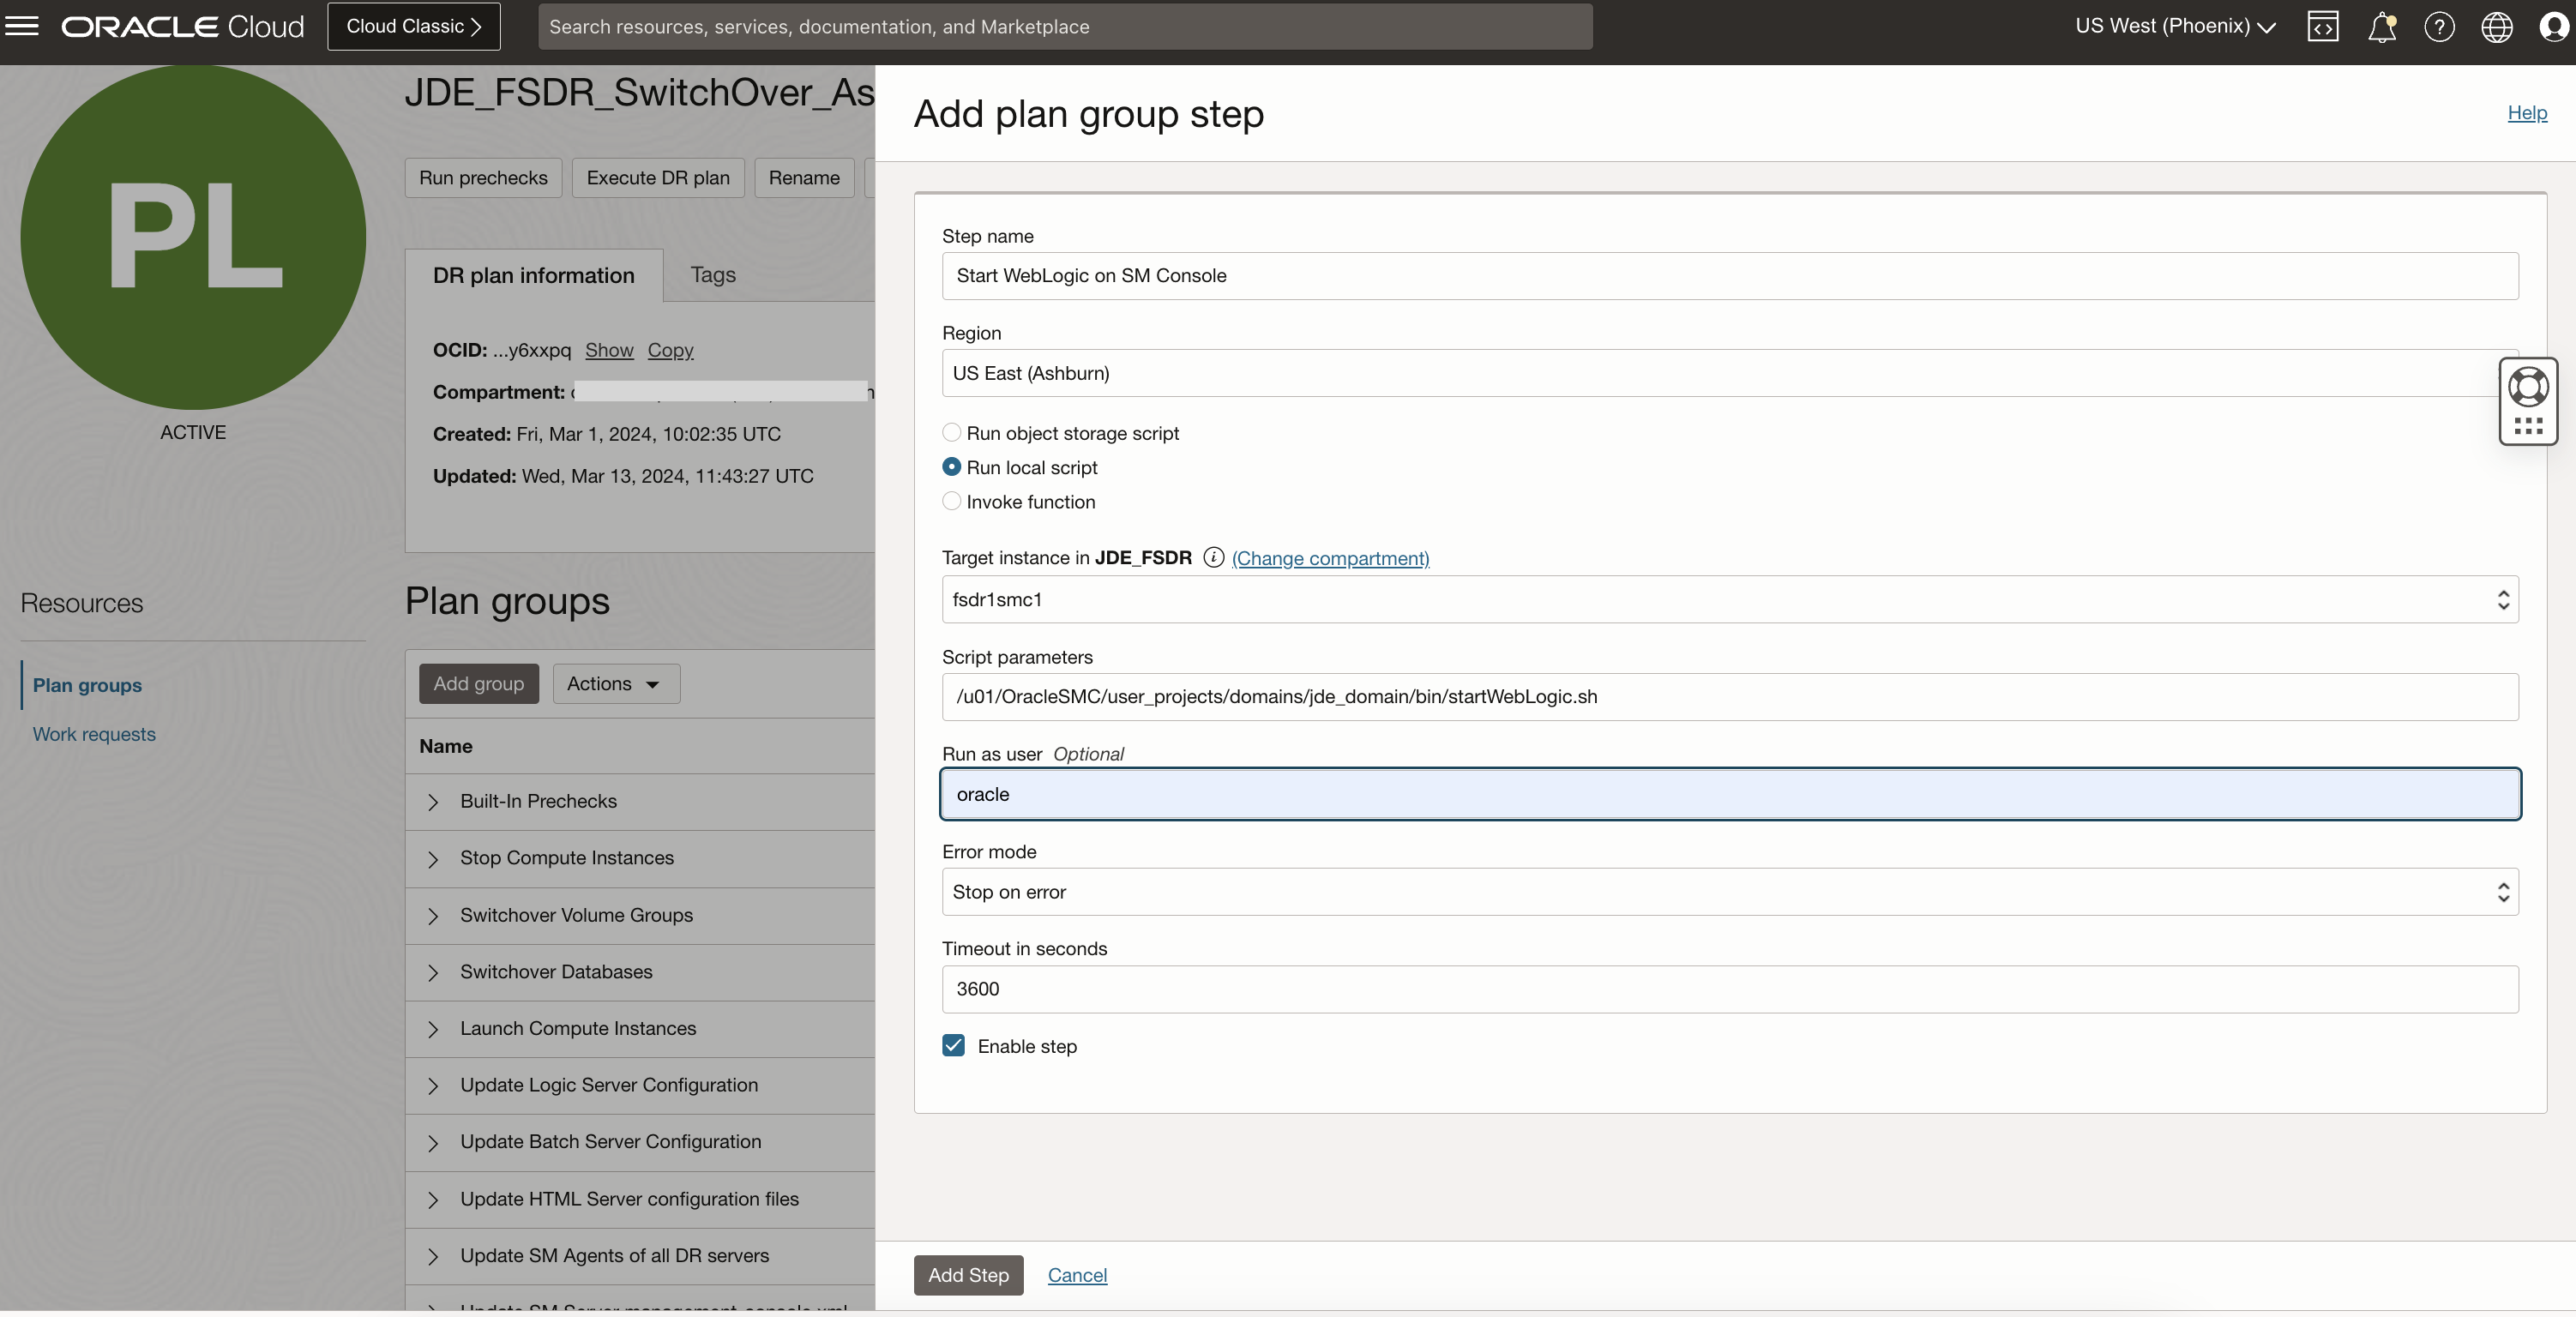 ORACLE Cloud
Cloud Classic
Search resources, services, documentation, and Marketplace
US West (Phoenix)
PL
ACTIVE
JDE_FSDR_SwitchOver_As
Run prechecks
Execute DR plan
Rename
DR plan information
Tags
OCID: ...y6xxpq Show Copy
Compartment:
Created: Fri, Mar 1, 2024, 10:02:35 UTC
Updated: Wed, Mar 13, 2024, 11:43:27 UTC
Resources
Plan groups
Work requests
Plan groups
Add group
Actions
Name
Built-In Prechecks
Stop Compute Instances
Switchover Volume Groups
Switchover Databases
Launch Compute Instances
Update Logic Server Configuration
Update Batch Server Configuration
Update HTML Server configuration files
Update SM Agents of all DR servers
Add plan group step
Help
Step name
Start WebLogic on SM Console
Region
US East (Ashburn)
Run object storage script
Run local script
Invoke function
Target instance in JDE_FSDR (Change compartment)
fsdr1smc1
Script parameters
/u01/OracleSMC/user_projects/domains/jde_domain/bin/startWebLogic.sh
Run as user Optional
oracle
Error mode
Stop on error
Timeout in seconds
3600
Enable step
Add Step
Cancel